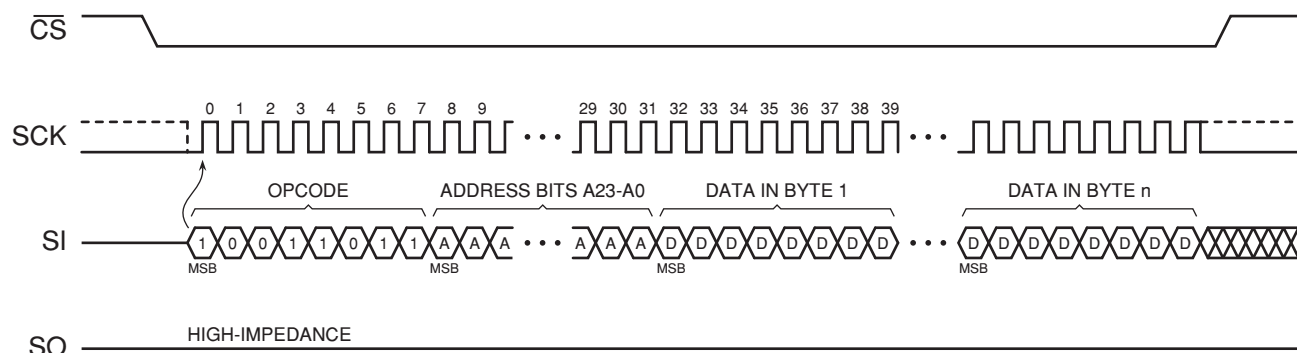 CS
0 1 2 3 4 5 6 7 8 9 29 30 31 32 33 34 35 36 37 38 39
SCK
OPCODE ADDRESS BITS A23-A0 DATA IN BYTE 1 DATA IN BYTE n
SI 1 0 0 1 1 0 1 1 A A A A A A D D D D D D D D D D D D D D D D
MSB MSB MSB MSB
HIGH-IMPEDANCE
SO